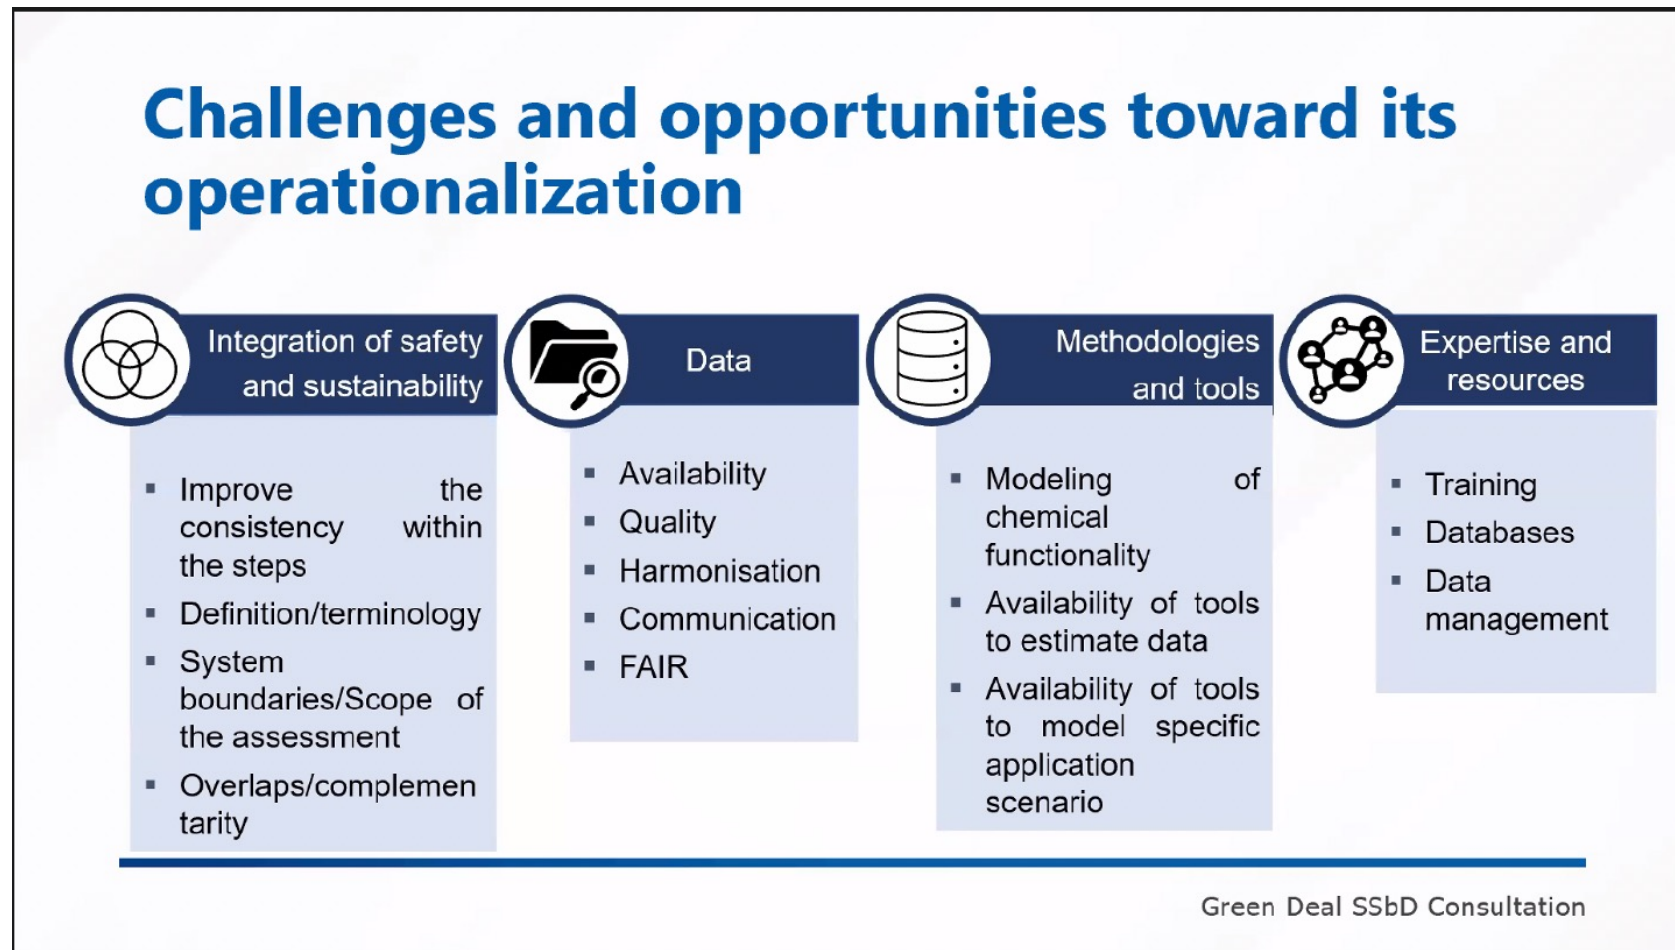 Challenges and opportunities toward its
operationalization
Integration of safety
and sustainability
Improve the
consistency within
the steps
Definition/terminology
System
boundaries/Scope of
the assessment
Overlaps/complemen
tarity
Data
Availability
Quality
Harmonisation
Communication
FAIR
Methodologies
and tools
Modeling of
chemical
functionality
Availability of tools
to estimate data
Availability of tools
to model specific
application
scenario
Expertise and
resources
Training
Databases
Data
management
Green Deal SSbD Consultation